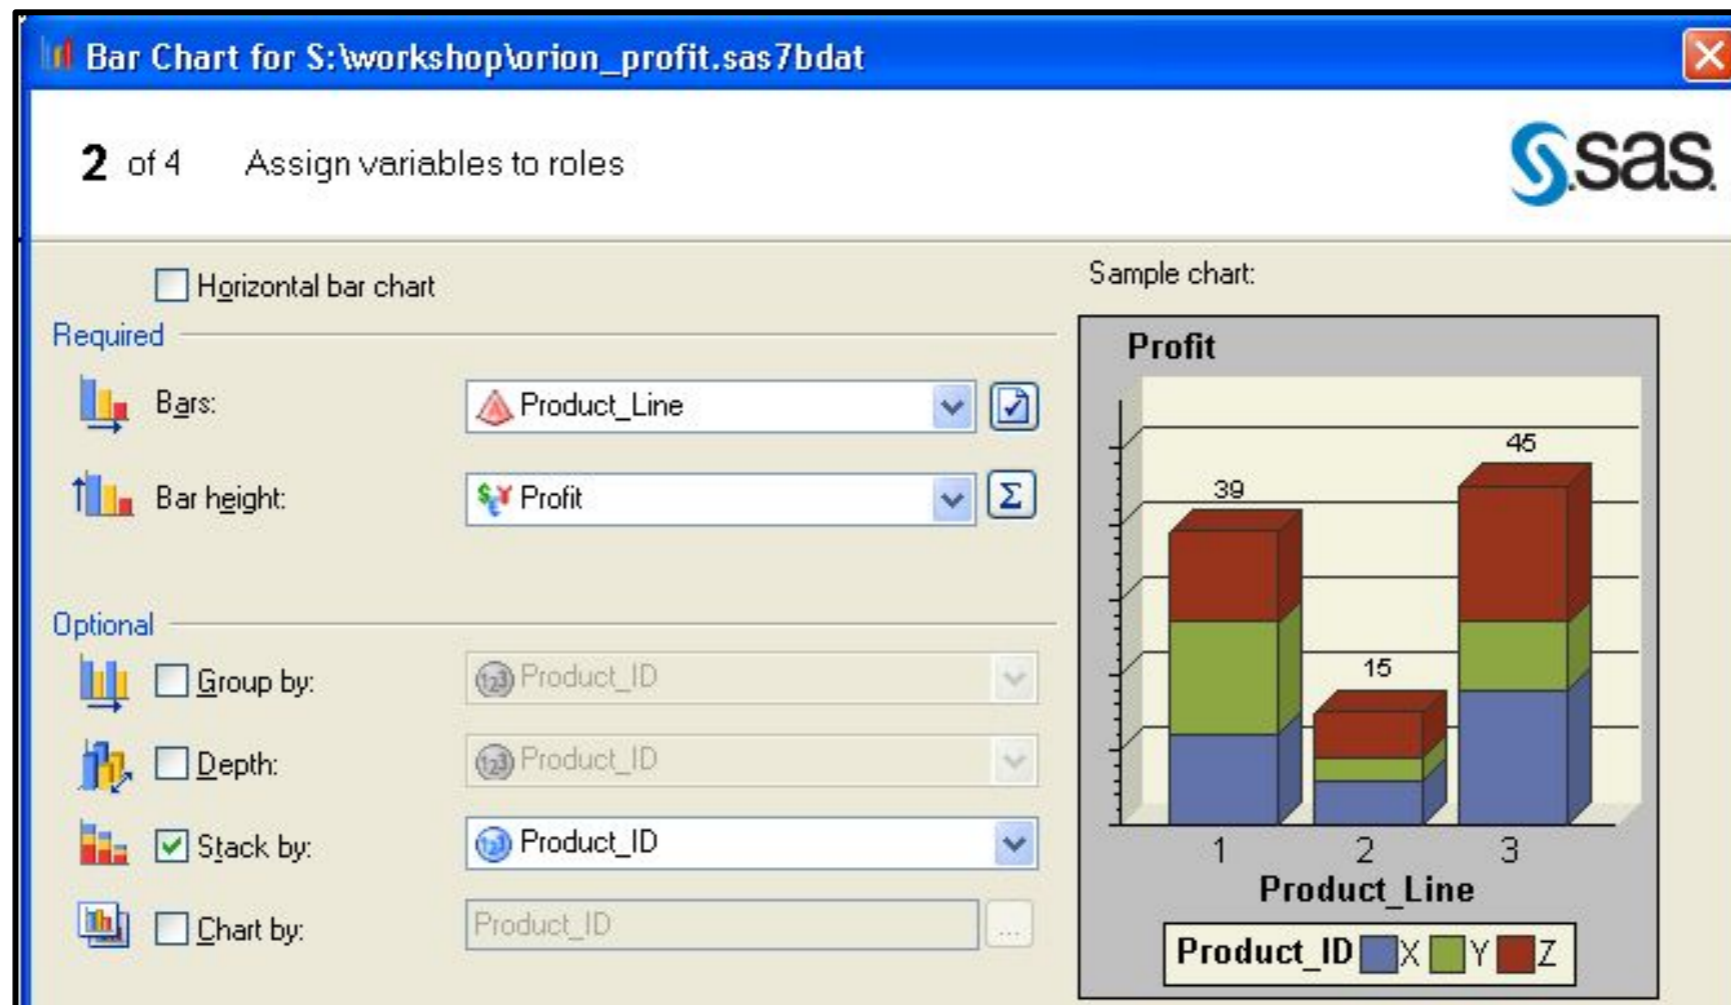 Bar Chart for S:\workshop\orion_profit.sas7bdat
2 of 4 Assign variables to roles
sas.
Horizontal bar chart
Required
Bars:
Product_Line
Bar height:
Profit
Σ
Optional
Group by:
Product_ID
Depth:
Product_ID
Stack by:
Product_ID
Chart by:
Product_ID
...
Sample chart:
Profit
39
15
45
1 2 3
Product_Line
Product_ID X Y Z